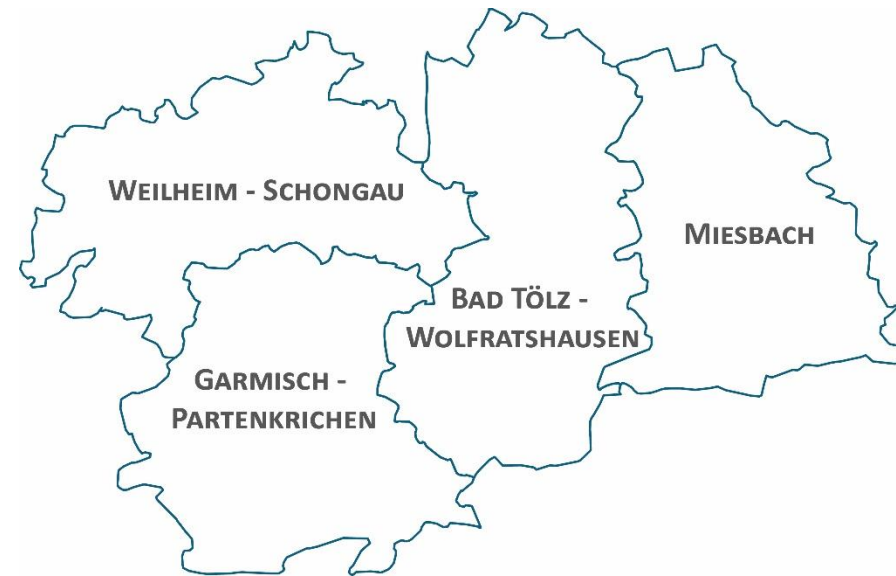 Weilheim - Schongau
Miesbach
Bad Tölz -
Wolfratshausen
Garmisch -
Partenkrichen